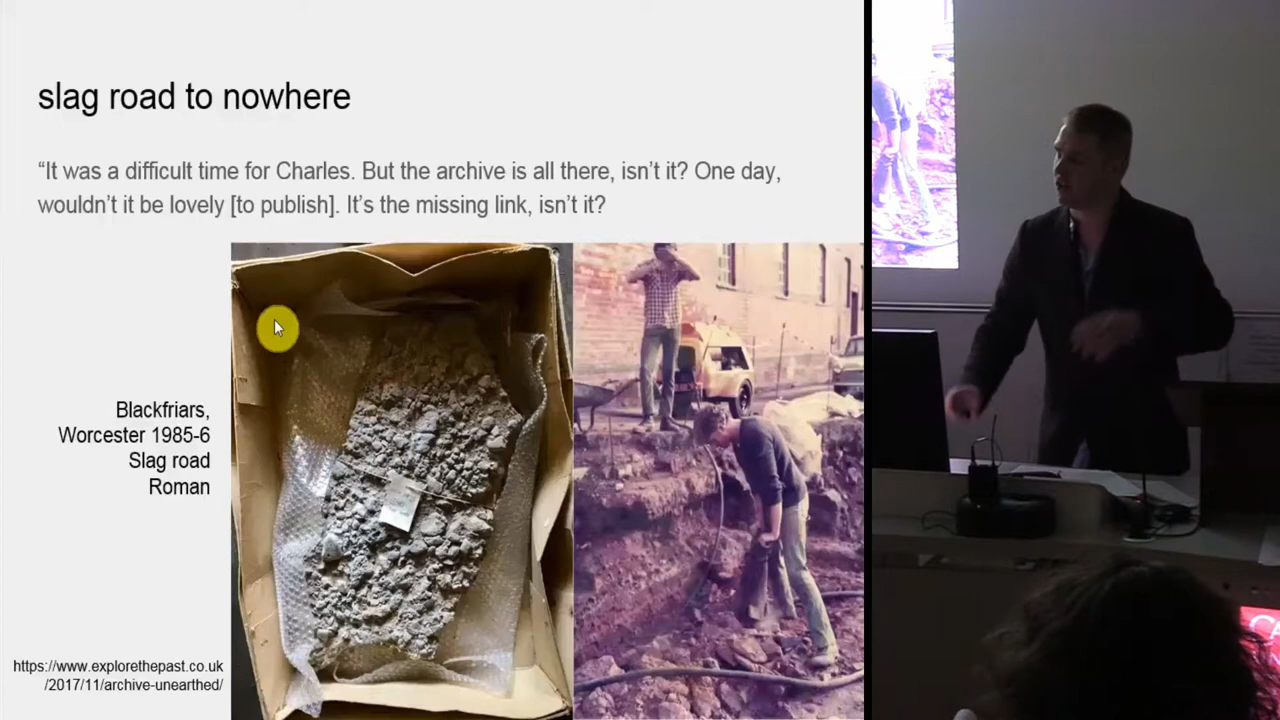 slag road to nowhere
“It was a difficult time for Charles. But the archive is all there, isn’t it? One day,
wouldn’t it be lovely [to publish]. It’s the missing link, isn’t it?
Blackfriars,
Worcester 1985-6
Slag road
Roman
https://www.explorethepast.co.uk
/2017/11/archive-unearthed/